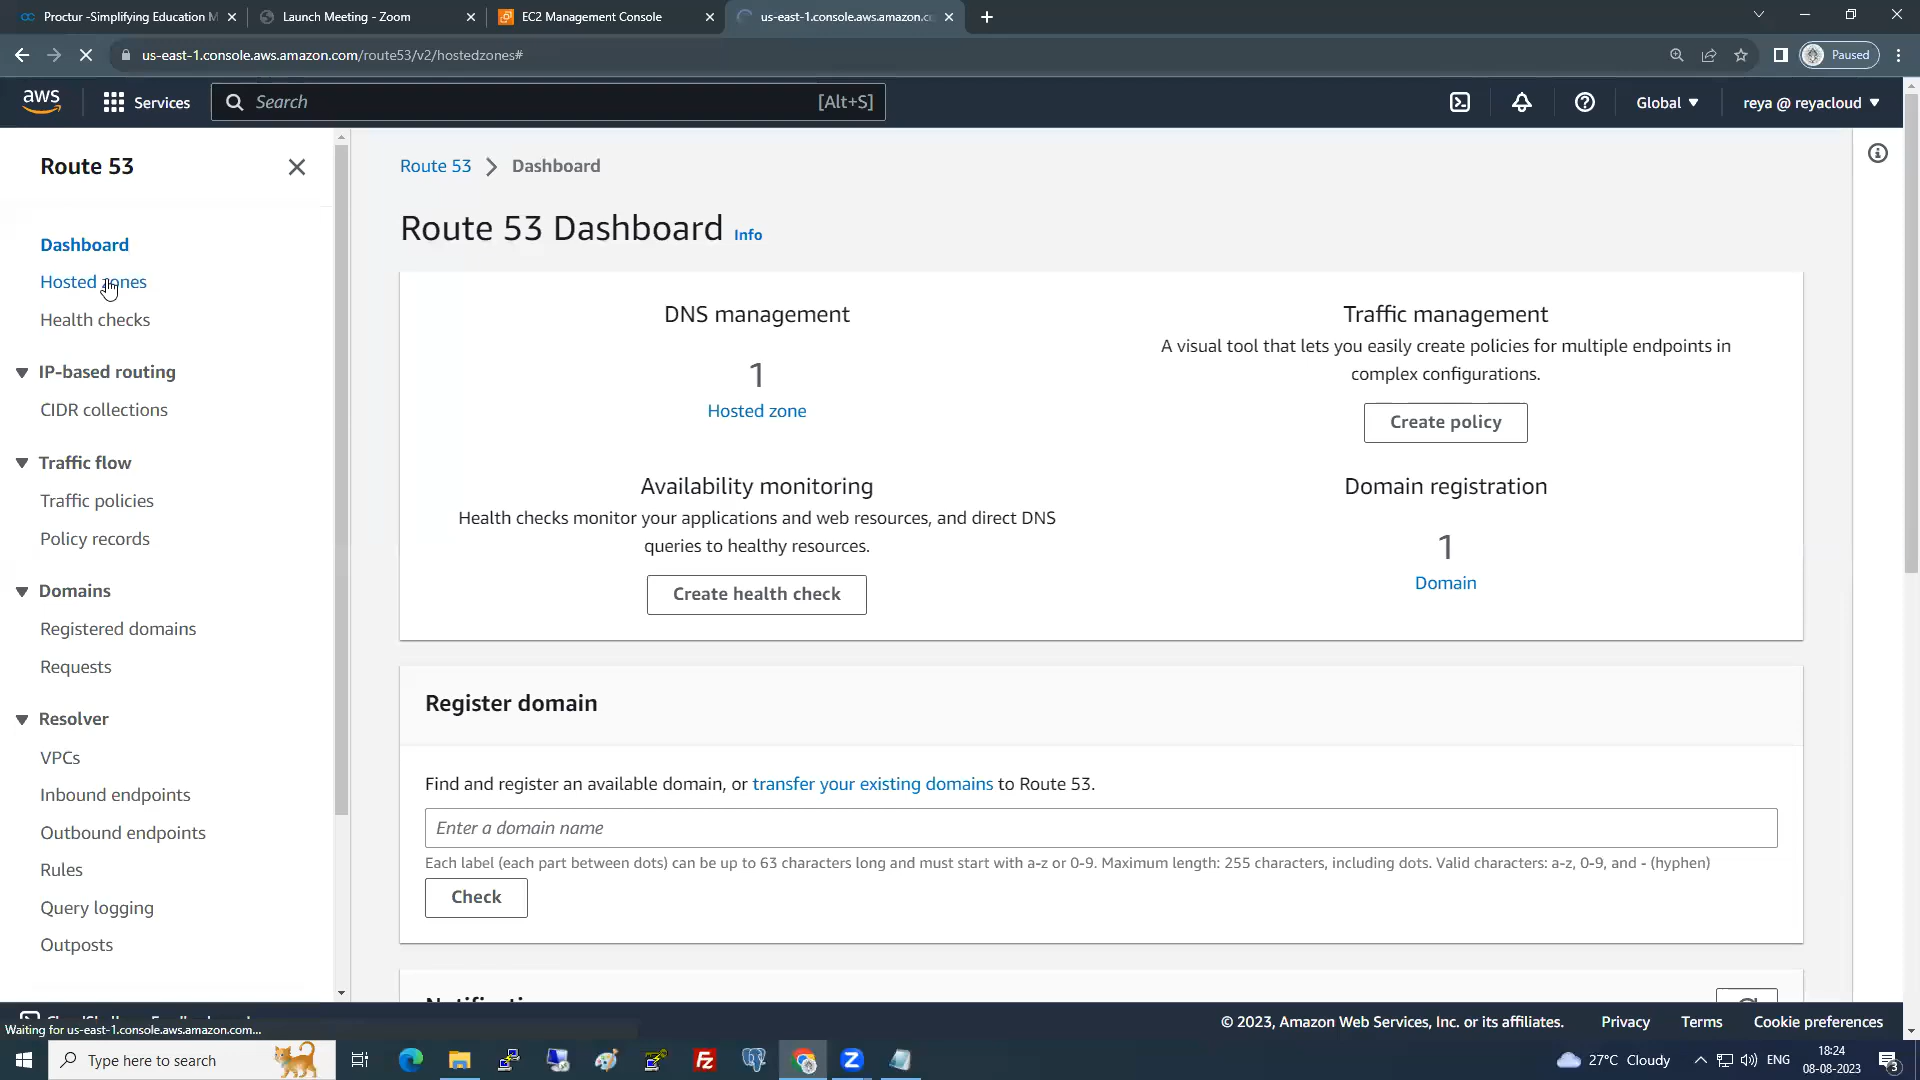 Proctur -Simplifying Education M
Launch Meeting - Zoom
EC2 Management Console
us-east-1.console.aws.amazon.co
us-east-1.console.aws.amazon.com/route53/v2/hostedzones#
Paused
aws
Services
Search
[Alt+S]
Global
reya @ reyacloud
Route 53
Dashboard
Hosted zones
Health checks
IP-based routing
CIDR collections
Traffic flow
Traffic policies
Policy records
Domains
Registered domains
Requests
Resolver
VPCs
Inbound endpoints
Outbound endpoints
Rules
Query logging
Outposts
Route 53 > Dashboard
Route 53 Dashboard Info
DNS management
1
Hosted zone
Traffic management
A visual tool that lets you easily create policies for multiple endpoints in
complex configurations.
Create policy
Availability monitoring
Health checks monitor your applications and web resources, and direct DNS
queries to healthy resources.
Create health check
Domain registration
1
Domain
Register domain
Find and register an available domain, or transfer your existing domains to Route 53.
Enter a domain name
Each label (each part between dots) can be up to 63 characters long and must start with a-z or 0-9. Maximum length: 255 characters, including dots. Valid characters: a-z, 0-9, and - (hyphen)
Check
© 2023, Amazon Web Services, Inc. or its affiliates.
Privacy
Terms
Cookie preferences
Waiting for us-east-1.console.aws.amazon.com...
Type here to search
27°C Cloudy
ENG
18:24
08-08-2023
3